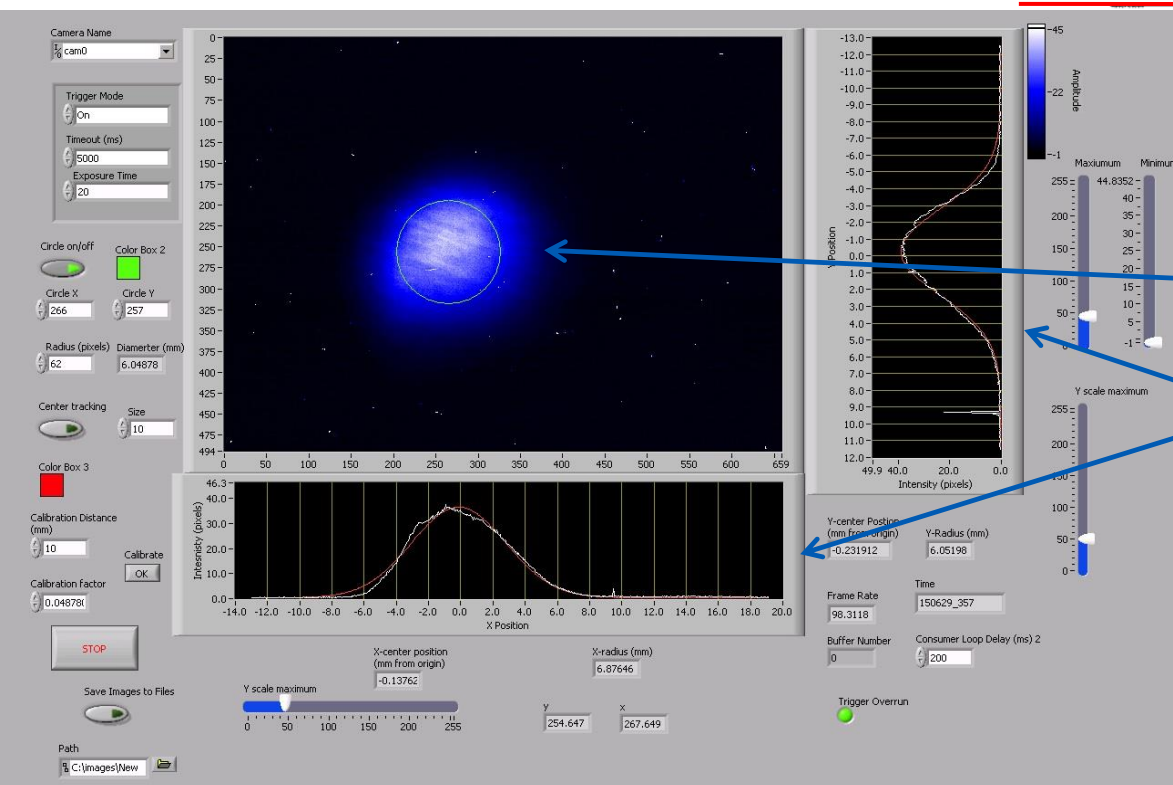 Camera Name
cam0
Trigger Mode
On
Timeout (ms)
5000
Exposure Time
20
Circle on/off
Color Box 2
Circle X
Circle Y
266
257
Radius (pixels)
Diamerter (mm)
62
6.04878
Center tracking
Size
10
Color Box 3
Calibration Distance
(mm)
10
Calibrate
OK
Calibration factor
0.04878(
STOP
Save Images to Files
Path
C:\images\New
0
25
50
75
100
125
150
175
200
225
250
275
300
325
350
375
400
425
450
475
494
0 50 100 150 200 250 300 350 400 450 500 550 600 659
46.3
40.0
30.0
20.0
10.0
0.0
Intesnristy (pixels)
-14.0 -12.0 -10.0 -8.0 -6.0 -4.0 -2.0 0.0 2.0 4.0 6.0 8.0 10.0 12.0 14.0 16.0 18.0 20.0
X Position
X-center position
(mm from origin)
-0.13762
X-radius (mm)
6.87646
Y scale maximum
0 50 100 150 200 255
y
254.647
x
267.649
-13.0
-12.0
-11.0
-10.0
-9.0
-8.0
-7.0
-6.0
-5.0
-4.0
-3.0
-2.0
-1.0
0.0
1.0
2.0
3.0
4.0
5.0
6.0
7.0
8.0
9.0
10.0
11.0
12.0
Y Position
49.9 40.0 20.0 0.0
Intensity (pixels)
-45
-22
--1
Amplitude
Maxiumum
255
200
150
100
50
0
Minimum
44.8352
40
35
30
25
20
15
10
5
-1
Y scale maximum
255
200
150
100
50
0
Y-center Postion
(mm from origin)
-0.231912
Y-Radius (mm)
6.05198
Frame Rate
98.3118
Time
150629_357
Buffer Number
0
Consumer Loop Delay (ms) 2
200
Trigger Overrun